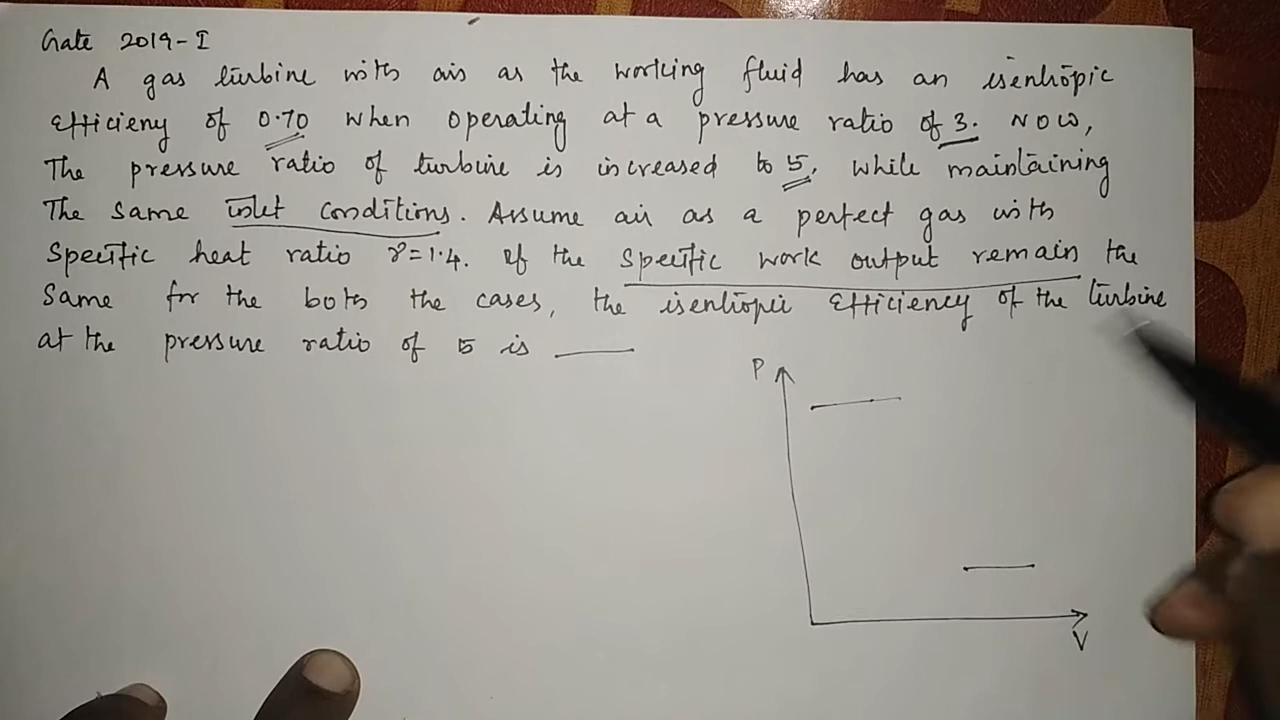 Gate 2019-I
A gas turbine with air as the working fluid has an isentropic
efficieny of 0.70 when operating at a pressure ratio of 3. NOW,
The pressure ratio of turbine is increased to 5, while maintaining
The same inlet conditions. Assume air as a perfect gas with
Specific heat ratio γ=1.4. If the specific work output remain the
same for the both the cases, the isentropic Efficiency of the turbine
at the pressure ratio of 5 is ____
P
V